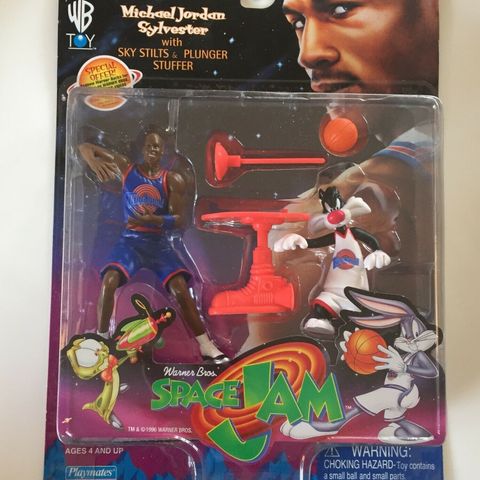 WB
TOY
Michael Jordan
Sylvester
with
SKY STILTS & PLUNGER
STUFFER
SPECIAL
OFFER!
Warner Bros.
SPACE JAM
TM
TM & © 1996 WARNER BROS.
AGES 4 AND UP
Playmates
WARNING:
CHOKING HAZARD-Toy contains
a small ball and small parts.